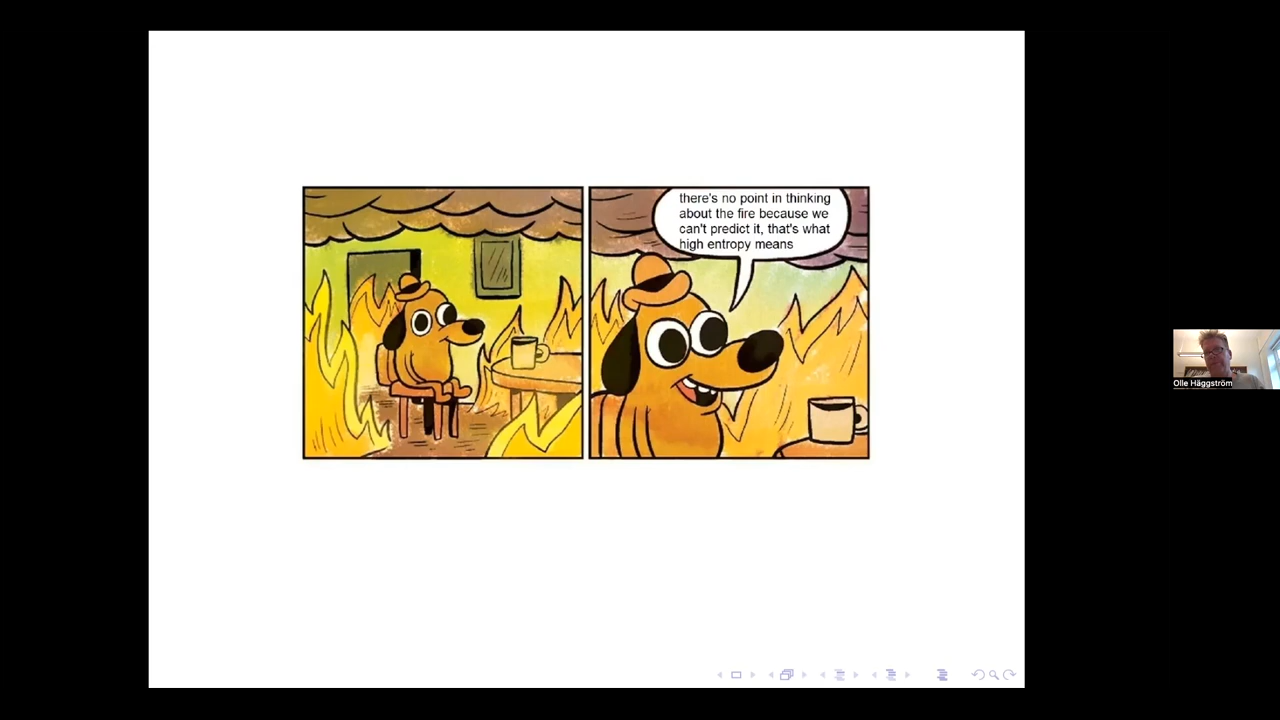 there's no point in thinking
about the fire because we
can't predict it, that's what
high entropy means
Olle Häggström